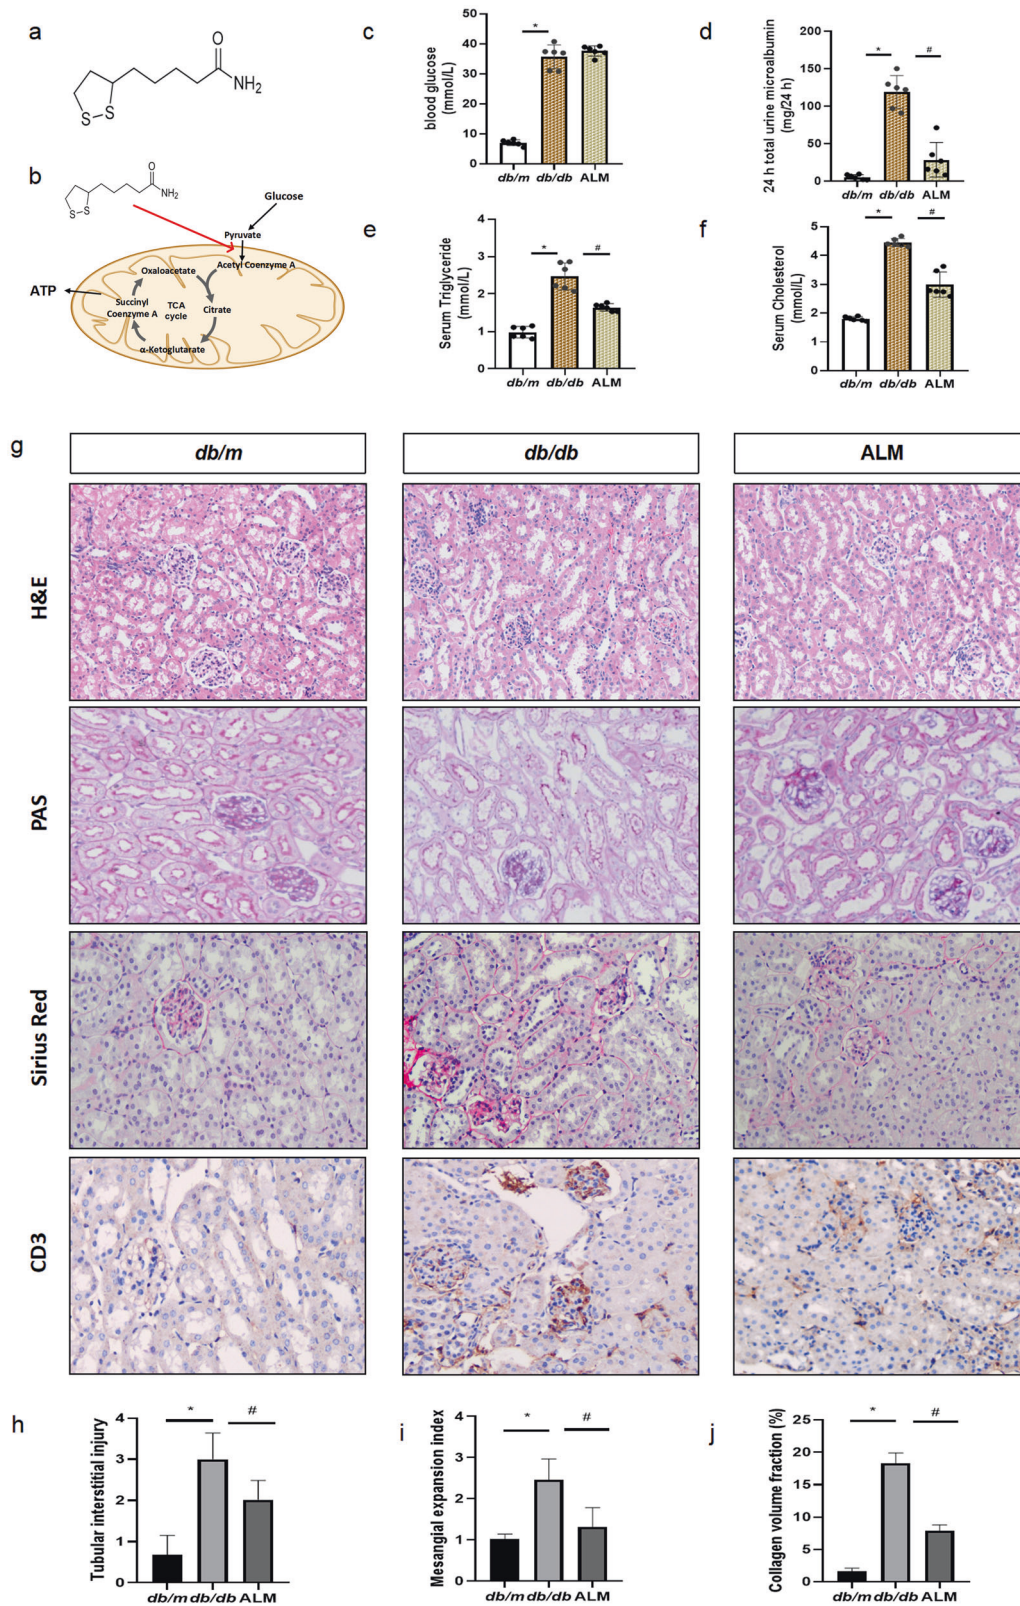 a
O
NH₂
S
S
b
O
NH₂
S
S
Glucose
Pyruvate
Oxaloacetate
Acetyl Coenzyme A
ATP
Succinyl
Coenzyme A
TCA
cycle
Citrate
α-Ketoglutarate
c
blood glucose
(mmol/L)
60
50
40
30
20
10
0
*
db/m
db/db
ALM
d
24 h total urine microalbumin
(mg/24 h)
200
150
100
50
0
*
#
db/m
db/db
ALM
e
Serum Triglyceride
(mmol/L)
4
3
2
1
0
*
#
db/m
db/db
ALM
f
Serum Cholesterol
(mmol/L)
5
4
3
2
1
0
*
#
db/m
db/db
ALM
g
db/m
db/db
ALM
H&E
PAS
Sirius Red
CD3
h
Tubular interstitial injury
4
3
2
1
0
*
#
db/m
db/db
ALM
i
Mesangial expansion index
4
3
2
1
0
*
#
db/m
db/db
ALM
j
Collagen volume fraction (%)
25
20
15
10
5
0
*
#
db/m
db/db
ALM